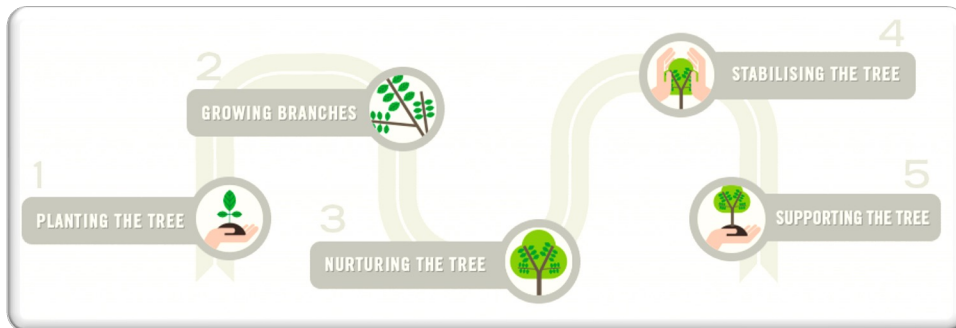 1
PLANTING THE TREE
2
GROWING BRANCHES
3
NURTURING THE TREE
4
STABILISING THE TREE
5
SUPPORTING THE TREE